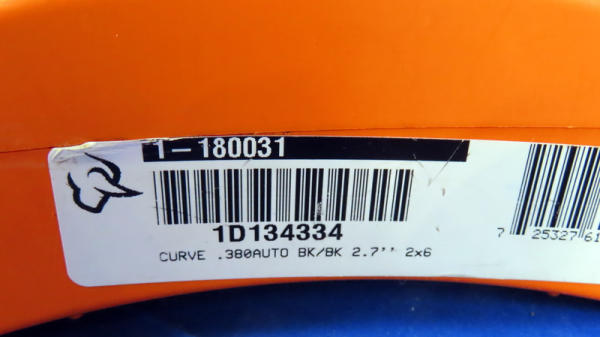 1-180031
1D134334
7 25327 61
CURVE .380AUTO BK/BK 2.7'' 2x6